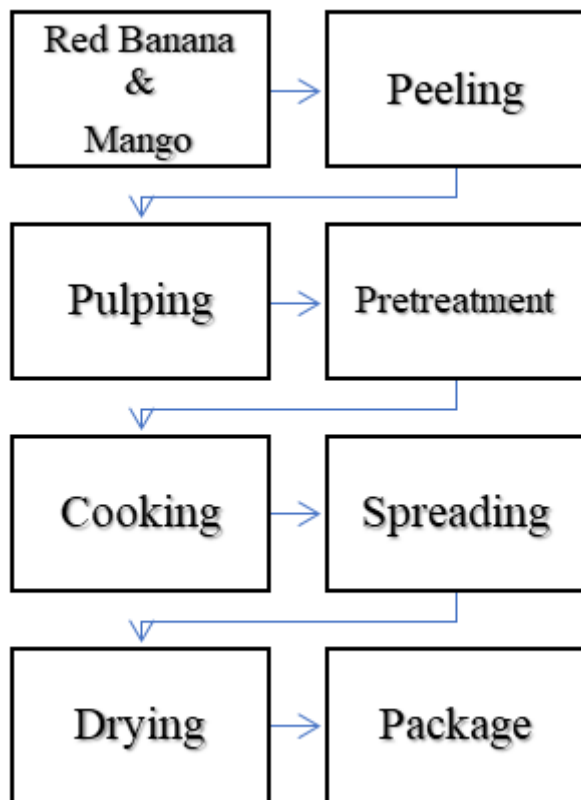 Red Banana
&
Mango
Peeling
Pulping
Pretreatment
Cooking
Spreading
Drying
Package